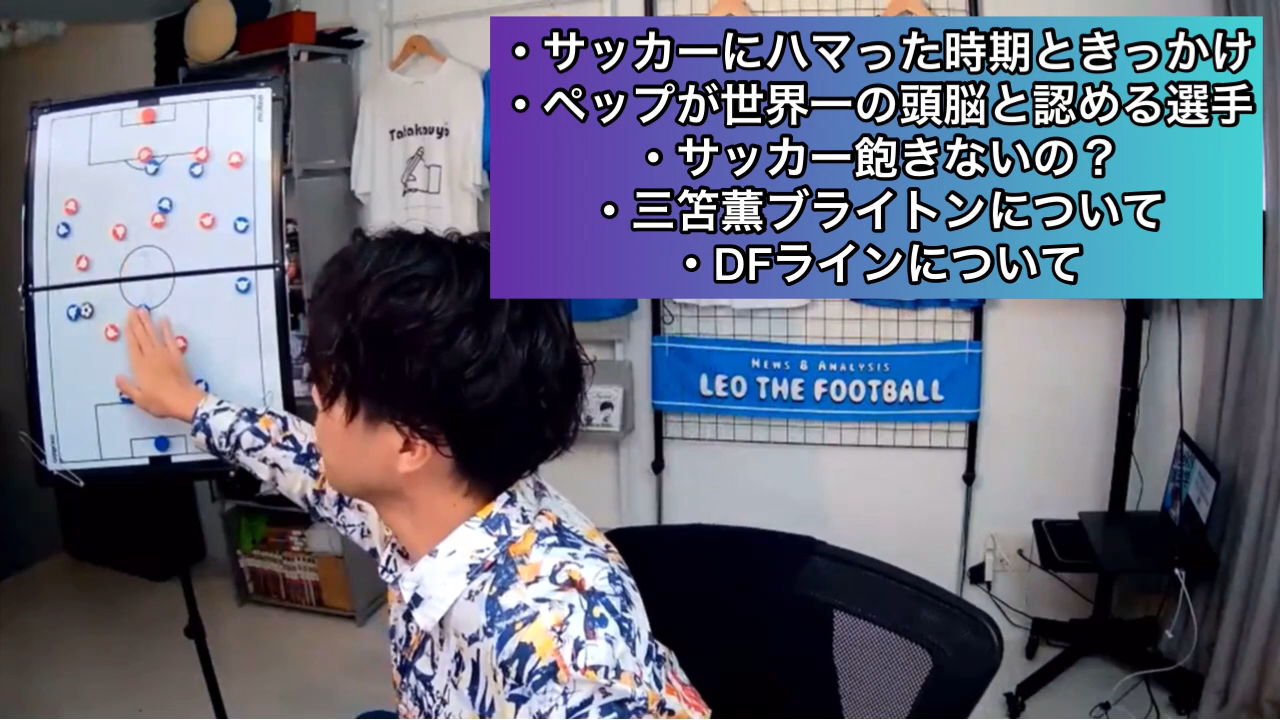 ・サッカーにハマった時期ときっかけ
・ペップが世界一の頭脳と認める選手
・サッカー飽きないの？
・三笘薫ブライトンについて
・DFラインについて
NEWS & ANALYSIS
LEO THE FOOTBALL